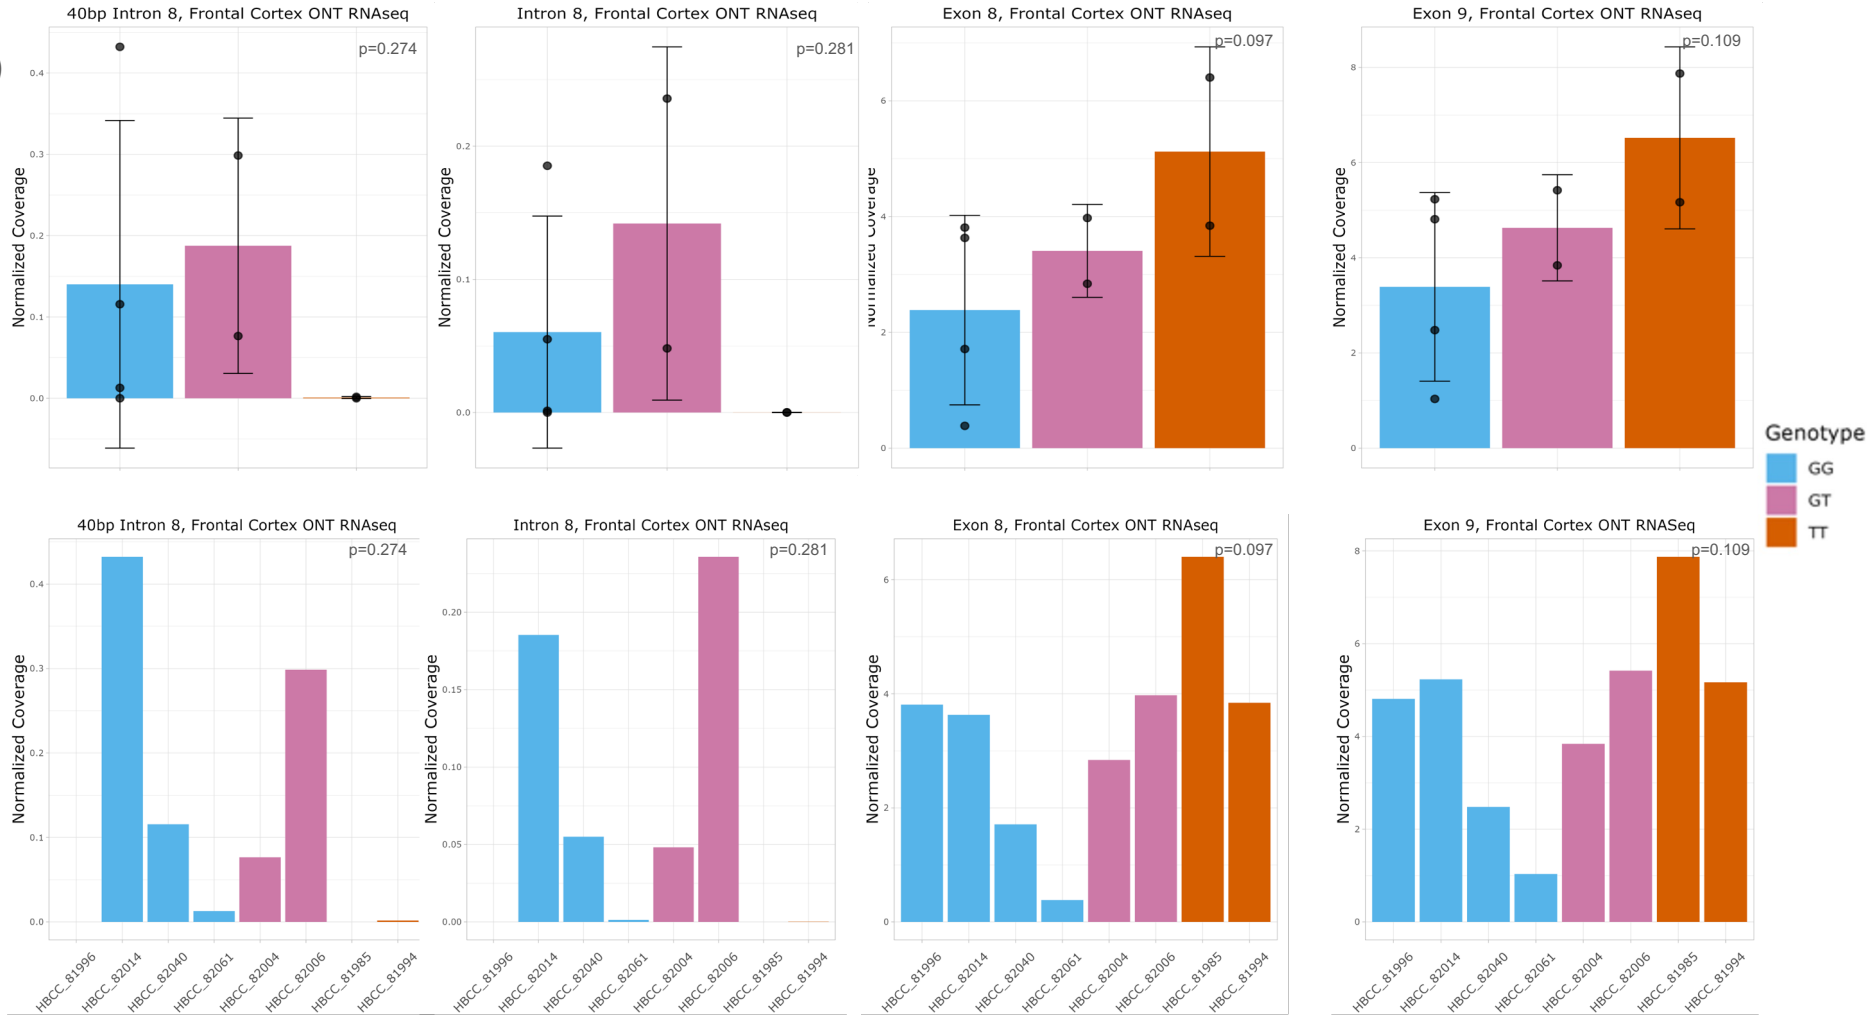 40bp Intron 8, Frontal Cortex ONT RNAseq
p=0.274
Normalized Coverage
0.4
0.3
0.2
0.1
0.0
Intron 8, Frontal Cortex ONT RNAseq
p=0.281
Normalized Coverage
0.2
0.1
0.0
Exon 8, Frontal Cortex ONT RNAseq
p=0.097
Normalized Coverage
6
4
2
0
Exon 9, Frontal Cortex ONT RNAseq
p=0.109
Normalized Coverage
8
6
4
2
0
Genotype
GG
GT
TT
40bp Intron 8, Frontal Cortex ONT RNAseq
p=0.274
Normalized Coverage
0.4
0.3
0.2
0.1
0.0
HBCC_81996
HBCC_82014
HBCC_82040
HBCC_82061
HBCC_82004
HBCC_82006
HBCC_81985
HBCC_81994
Intron 8, Frontal Cortex ONT RNAseq
p=0.281
Normalized Coverage
0.20
0.15
0.10
0.05
0.00
HBCC_81996
HBCC_82014
HBCC_82040
HBCC_82061
HBCC_82004
HBCC_82006
HBCC_81985
HBCC_81994
Exon 8, Frontal Cortex ONT RNAseq
p=0.097
Normalized Coverage
6
4
2
0
HBCC_81996
HBCC_82014
HBCC_82040
HBCC_82061
HBCC_82004
HBCC_82006
HBCC_81985
HBCC_81994
Exon 9, Frontal Cortex ONT RNASeq
p=0.109
Normalized Coverage
8
6
4
2
0
HBCC_81996
HBCC_82014
HBCC_82040
HBCC_82061
HBCC_82004
HBCC_82006
HBCC_81985
HBCC_81994